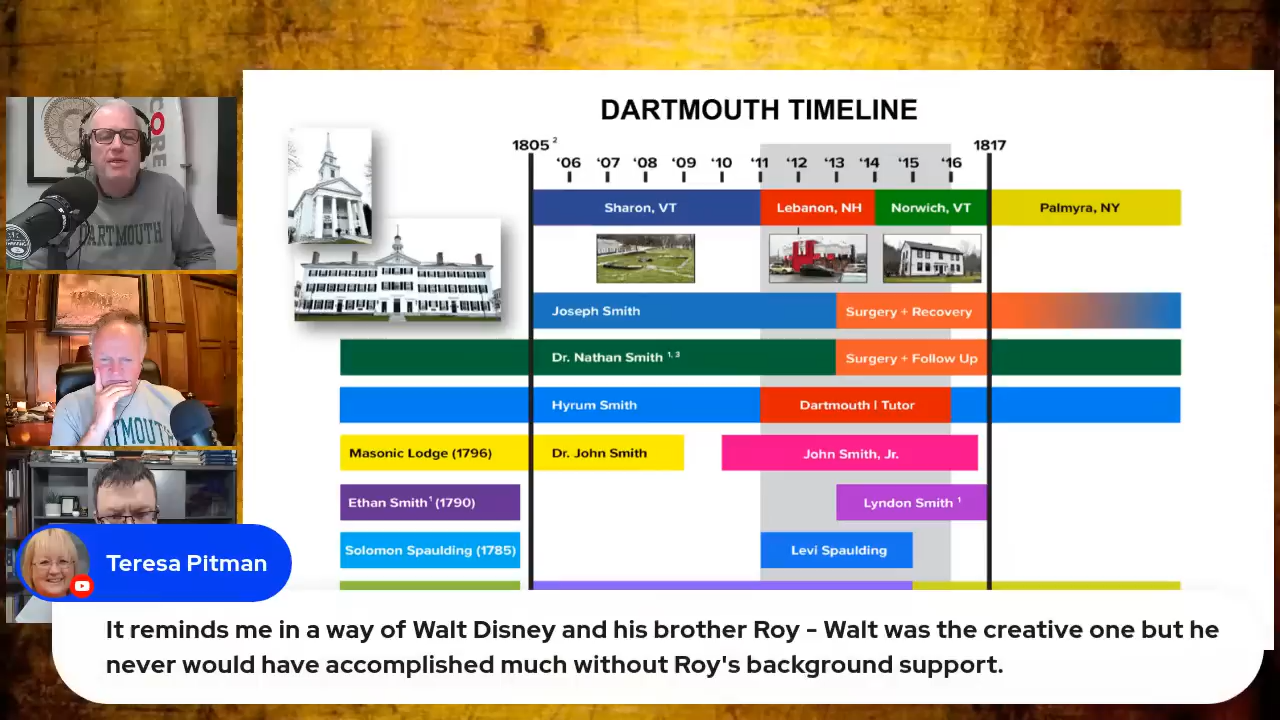 DARTMOUTH TIMELINE
1805 ² 1817
'06 '07 '08 '09 '10 '11 '12 '13 '14 '15 '16
Sharon, VT Lebanon, NH Norwich, VT Palmyra, NY
Joseph Smith Surgery + Recovery
Dr. Nathan Smith ¹˒ ³ Surgery + Follow Up
Hyrum Smith Dartmouth | Tutor
Masonic Lodge (1796) Dr. John Smith John Smith, Jr.
Ethan Smith¹ (1790) Lyndon Smith ¹
Solomon Spaulding (1785) Levi Spaulding
CORE
DARTMOUTH
RTMOUTH
Teresa Pitman
It reminds me in a way of Walt Disney and his brother Roy - Walt was the creative one but he
never would have accomplished much without Roy's background support.